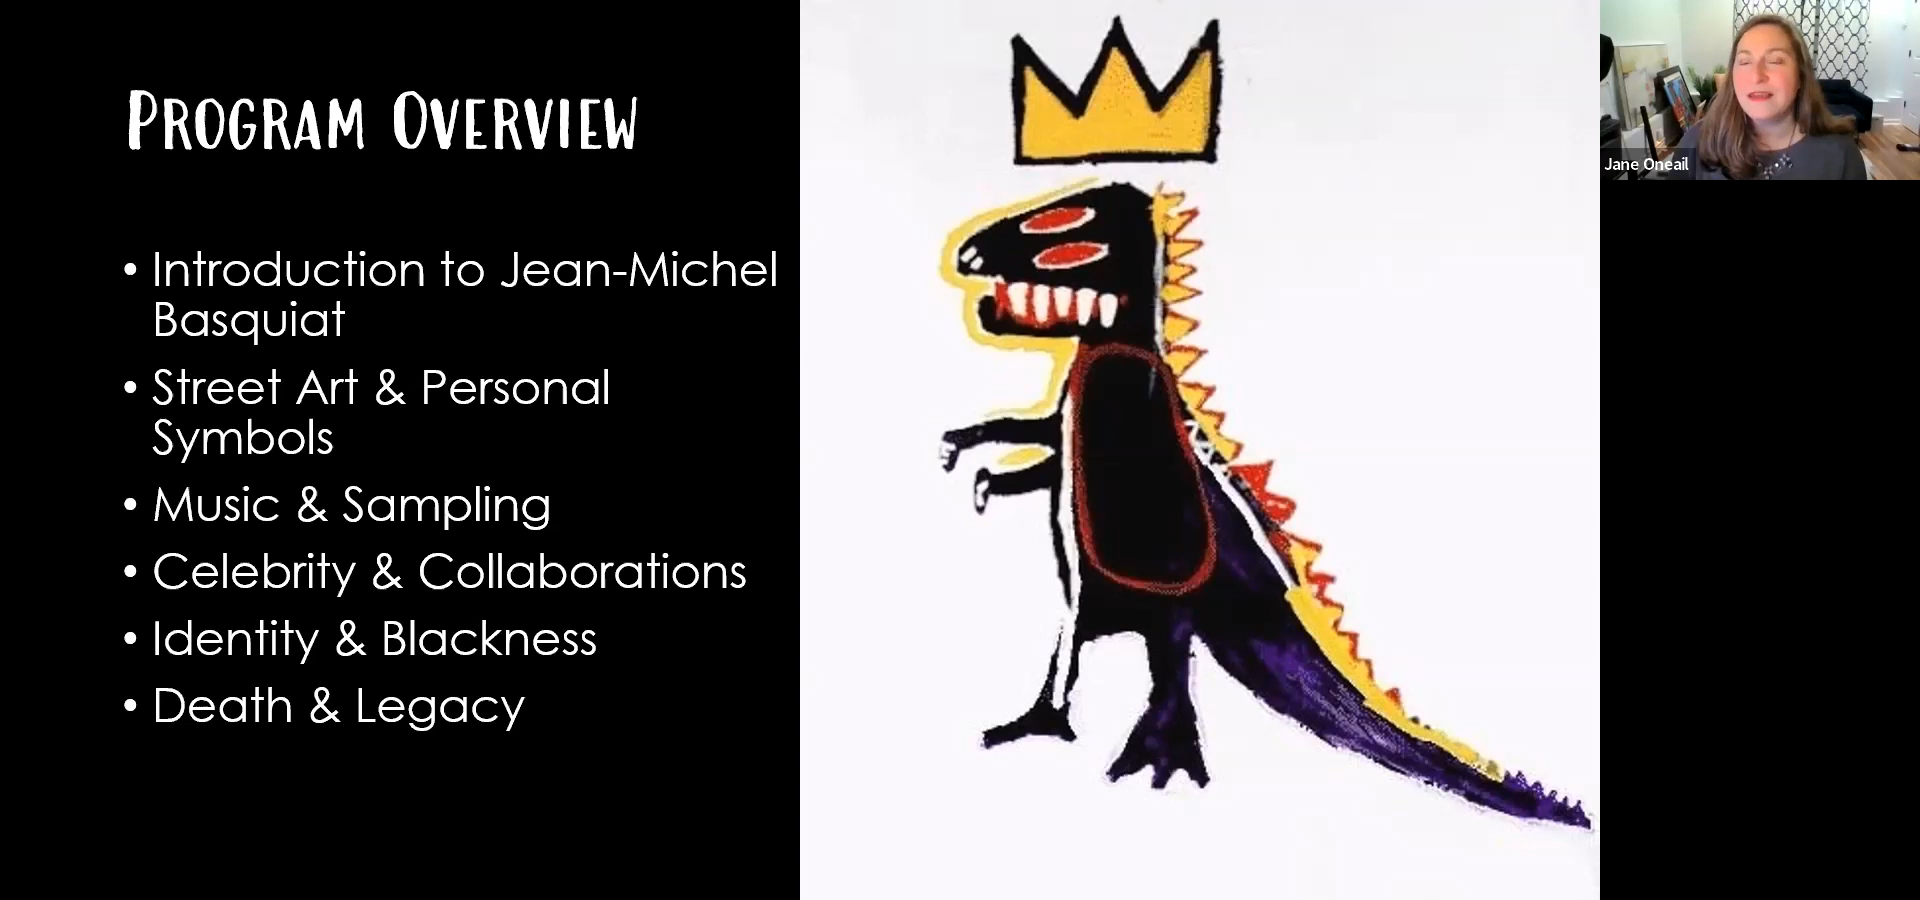 PROGRAM OVERVIEW
• Introduction to Jean-Michel
Basquiat
• Street Art & Personal
Symbols
• Music & Sampling
• Celebrity & Collaborations
• Identity & Blackness
• Death & Legacy
Jane Oneail